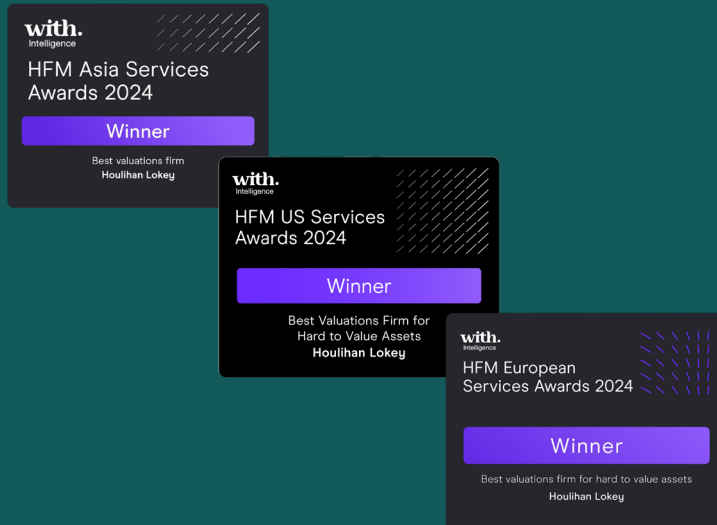 with.
Intelligence
HFM Asia Services
Awards 2024
Winner
Best valuations firm
Houlihan Lokey
with.
Intelligence
HFM US Services
Awards 2024
Winner
Best Valuations Firm for
Hard to Value Assets
Houlihan Lokey
with.
Intelligence
HFM European
Services Awards 2024
Winner
Best valuations firm for hard to value assets
Houlihan Lokey